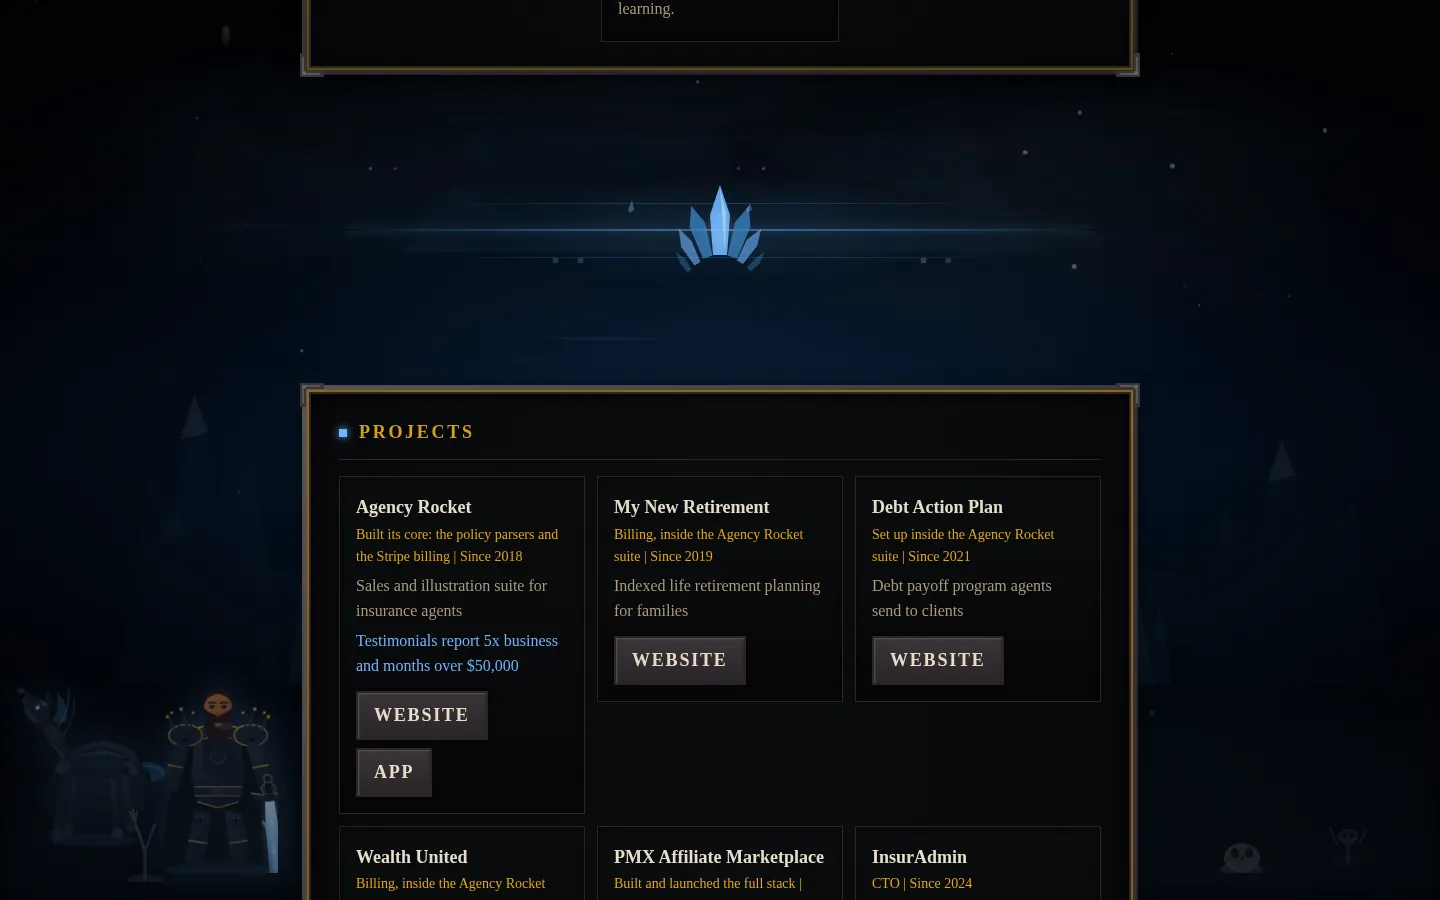 learning.
PROJECTS
Agency Rocket
Built its core: the policy parsers and
the Stripe billing | Since 2018
Sales and illustration suite for
insurance agents
Testimonials report 5x business
and months over $50,000
WEBSITE
APP
My New Retirement
Billing, inside the Agency Rocket
suite | Since 2019
Indexed life retirement planning
for families
WEBSITE
Debt Action Plan
Set up inside the Agency Rocket
suite | Since 2021
Debt payoff program agents
send to clients
WEBSITE
Wealth United
Billing, inside the Agency Rocket
PMX Affiliate Marketplace
Built and launched the full stack |
InsurAdmin
CTO | Since 2024